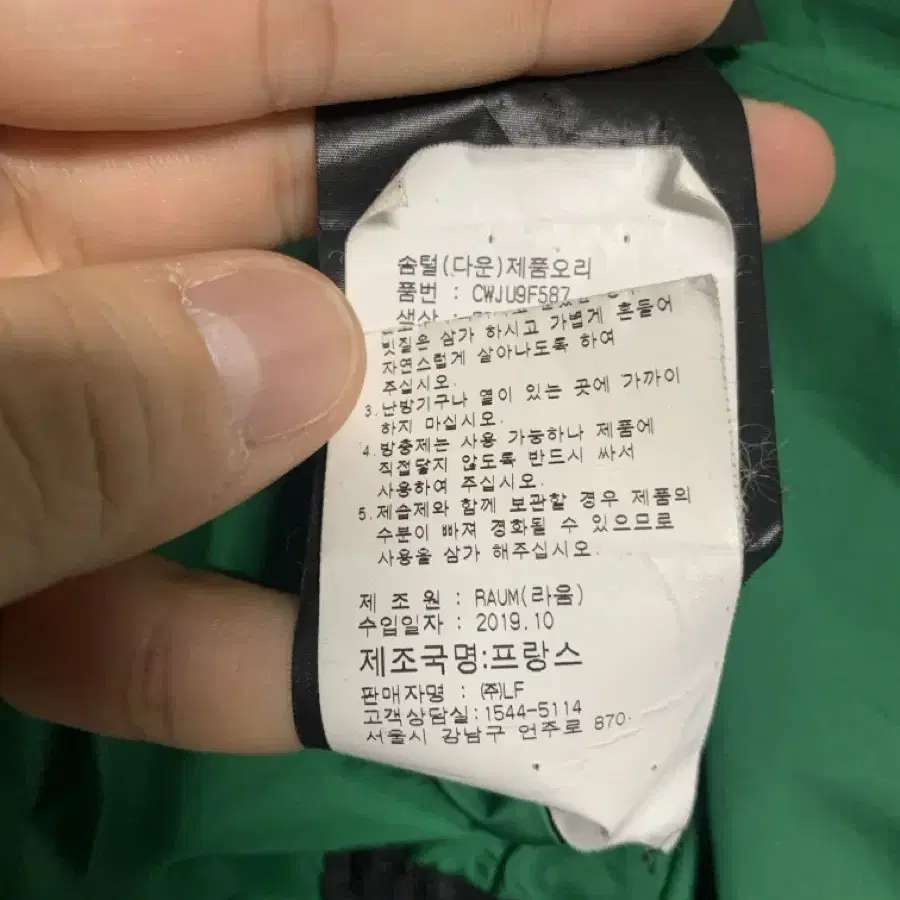 솜털(다운)제품오리
품번 : CWJU9F587
색상 :
빗질은 삼가 하시고 가볍게 흔들어
자연스럽게 살아나도록 하여
주십시오.
3.난방기구나 열이 있는 곳에 가까이
하지 마십시오.
4.방충제는 사용 가능하나 제품에
직접닿지 않도록 반드시 싸서
사용하여 주십시오.
5.제습제와 함께 보관할 경우 제품의
수분이 빠져 경화될 수 있으므로
사용을 삼가 해주십시오.
제 조 원 : RAUM(라움)
수입일자 : 2019.10
제조국명:프랑스
판매자명 : ㈜LF
고객상담실:1544-5114
서울시 강남구 언주로 870.